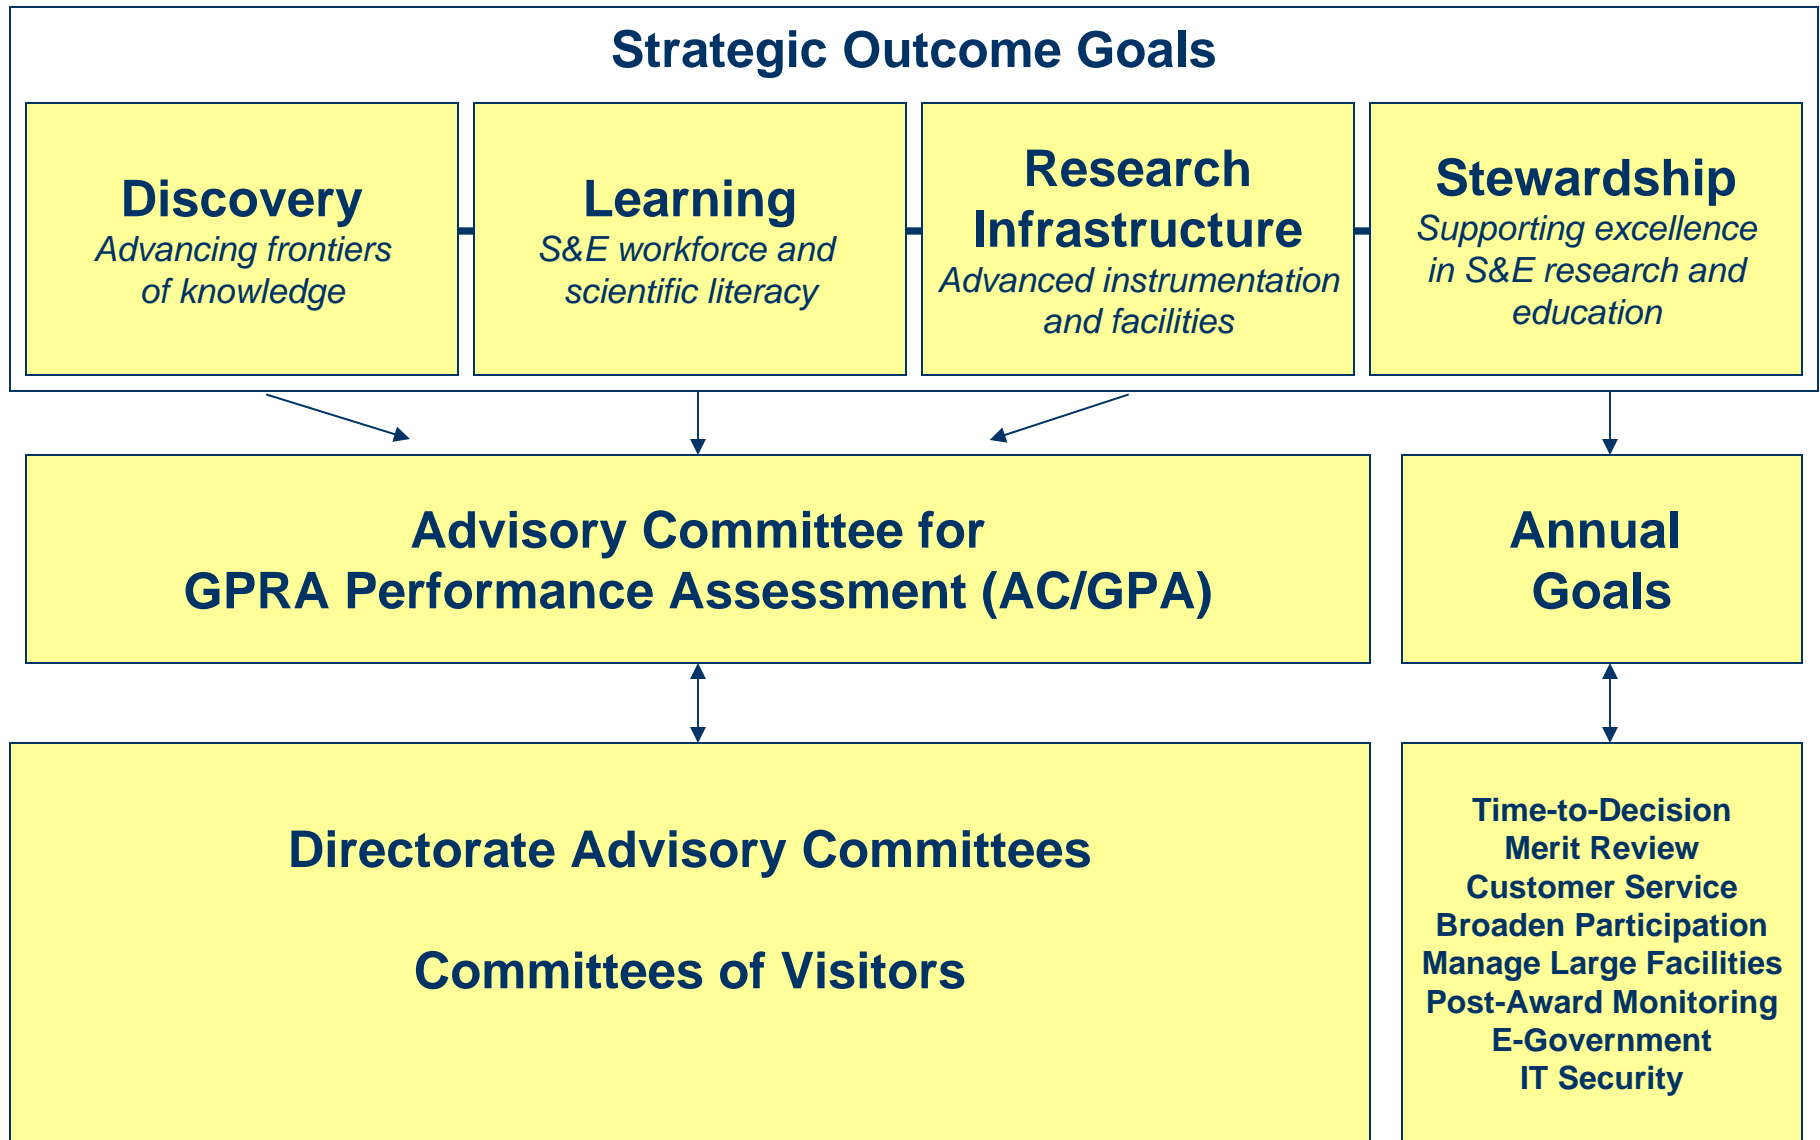 Strategic Outcome Goals
Discovery
Advancing frontiers
of knowledge
Learning
S&E workforce and
scientific literacy
Research
Infrastructure
Advanced instrumentation
and facilities
Stewardship
Supporting excellence
in S&E research and
education
Advisory Committee for
GPRA Performance Assessment (AC/GPA)
Annual
Goals
Directorate Advisory Committees
Committees of Visitors
Time-to-Decision
Merit Review
Customer Service
Broaden Participation
Manage Large Facilities
Post-Award Monitoring
E-Government
IT Security